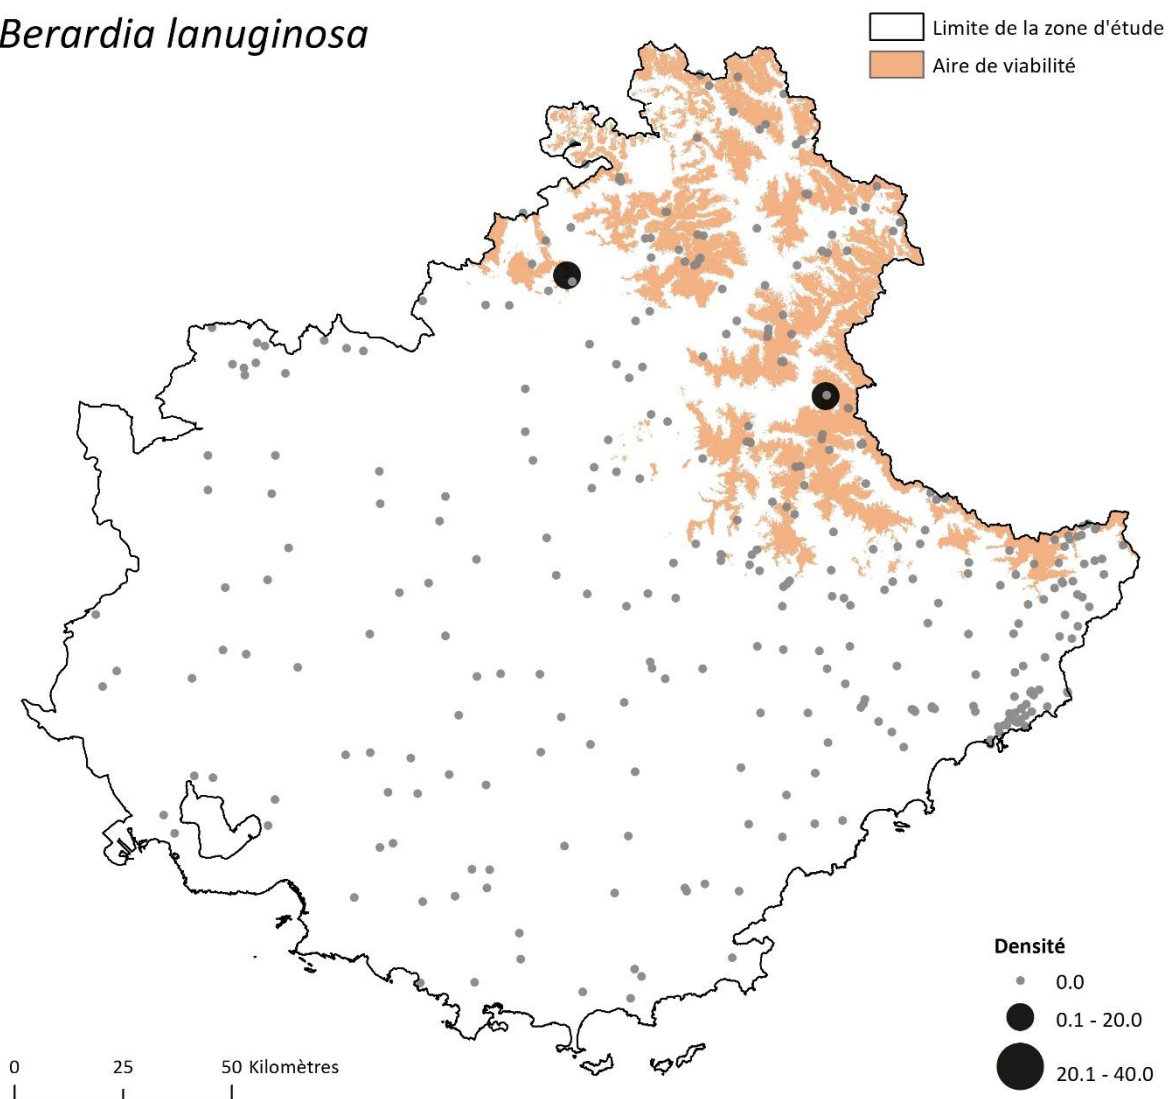 Berardia lanuginosa
Limite de la zone d'étude
Aire de viabilité
Densité
0.0
0.1 - 20.0
20.1 - 40.0
0 25 50 Kilomètres